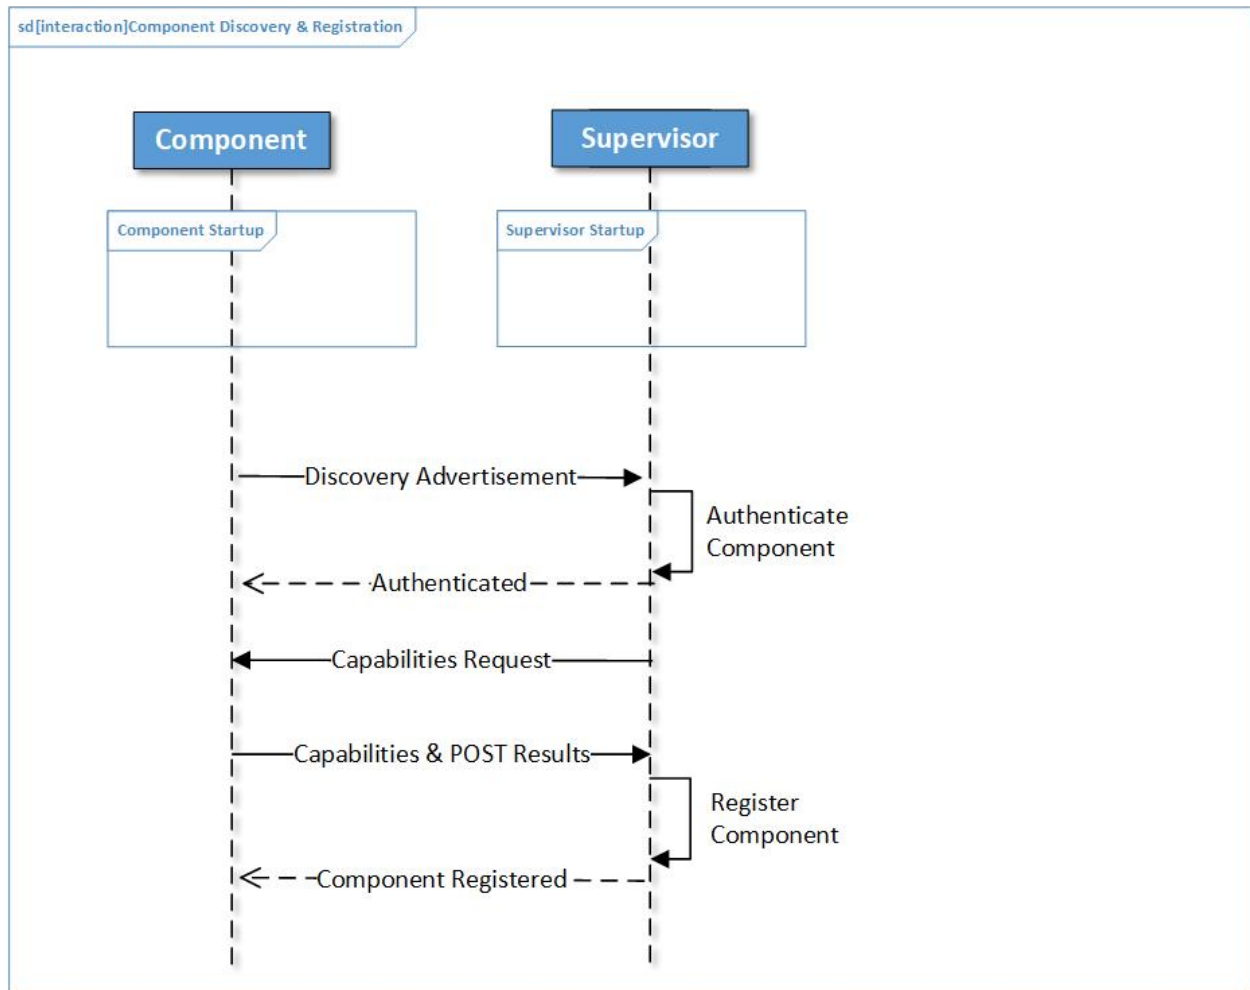 sd[interaction]Component Discovery & Registration
Component
Supervisor
Component Startup
Supervisor Startup
Discovery Advertisement
Authenticate
Component
Authenticated
Capabilities Request
Capabilities & POST Results
Register
Component
Component Registered